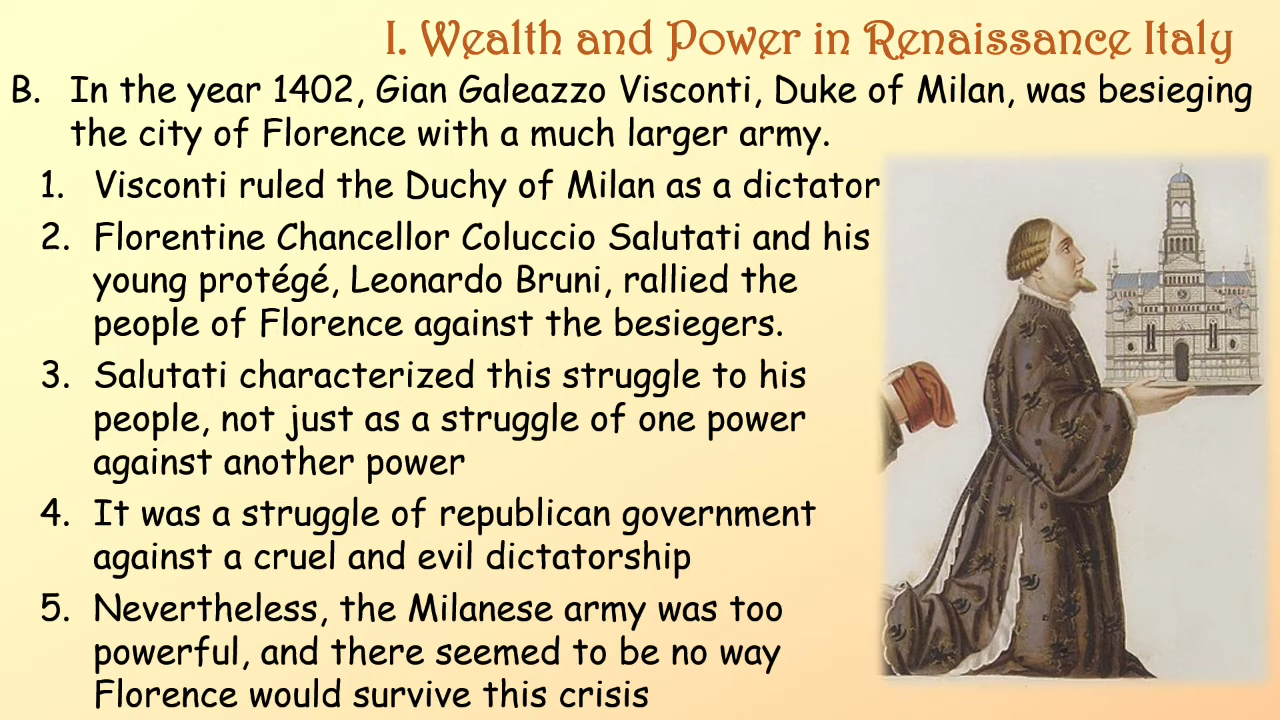 I. Wealth and Power in Renaissance Italy
B. In the year 1402, Gian Galeazzo Visconti, Duke of Milan, was besieging
the city of Florence with a much larger army.
1. Visconti ruled the Duchy of Milan as a dictator
2. Florentine Chancellor Coluccio Salutati and his
young protégé, Leonardo Bruni, rallied the
people of Florence against the besiegers.
3. Salutati characterized this struggle to his
people, not just as a struggle of one power
against another power
4. It was a struggle of republican government
against a cruel and evil dictatorship
5. Nevertheless, the Milanese army was too
powerful, and there seemed to be no way
Florence would survive this crisis